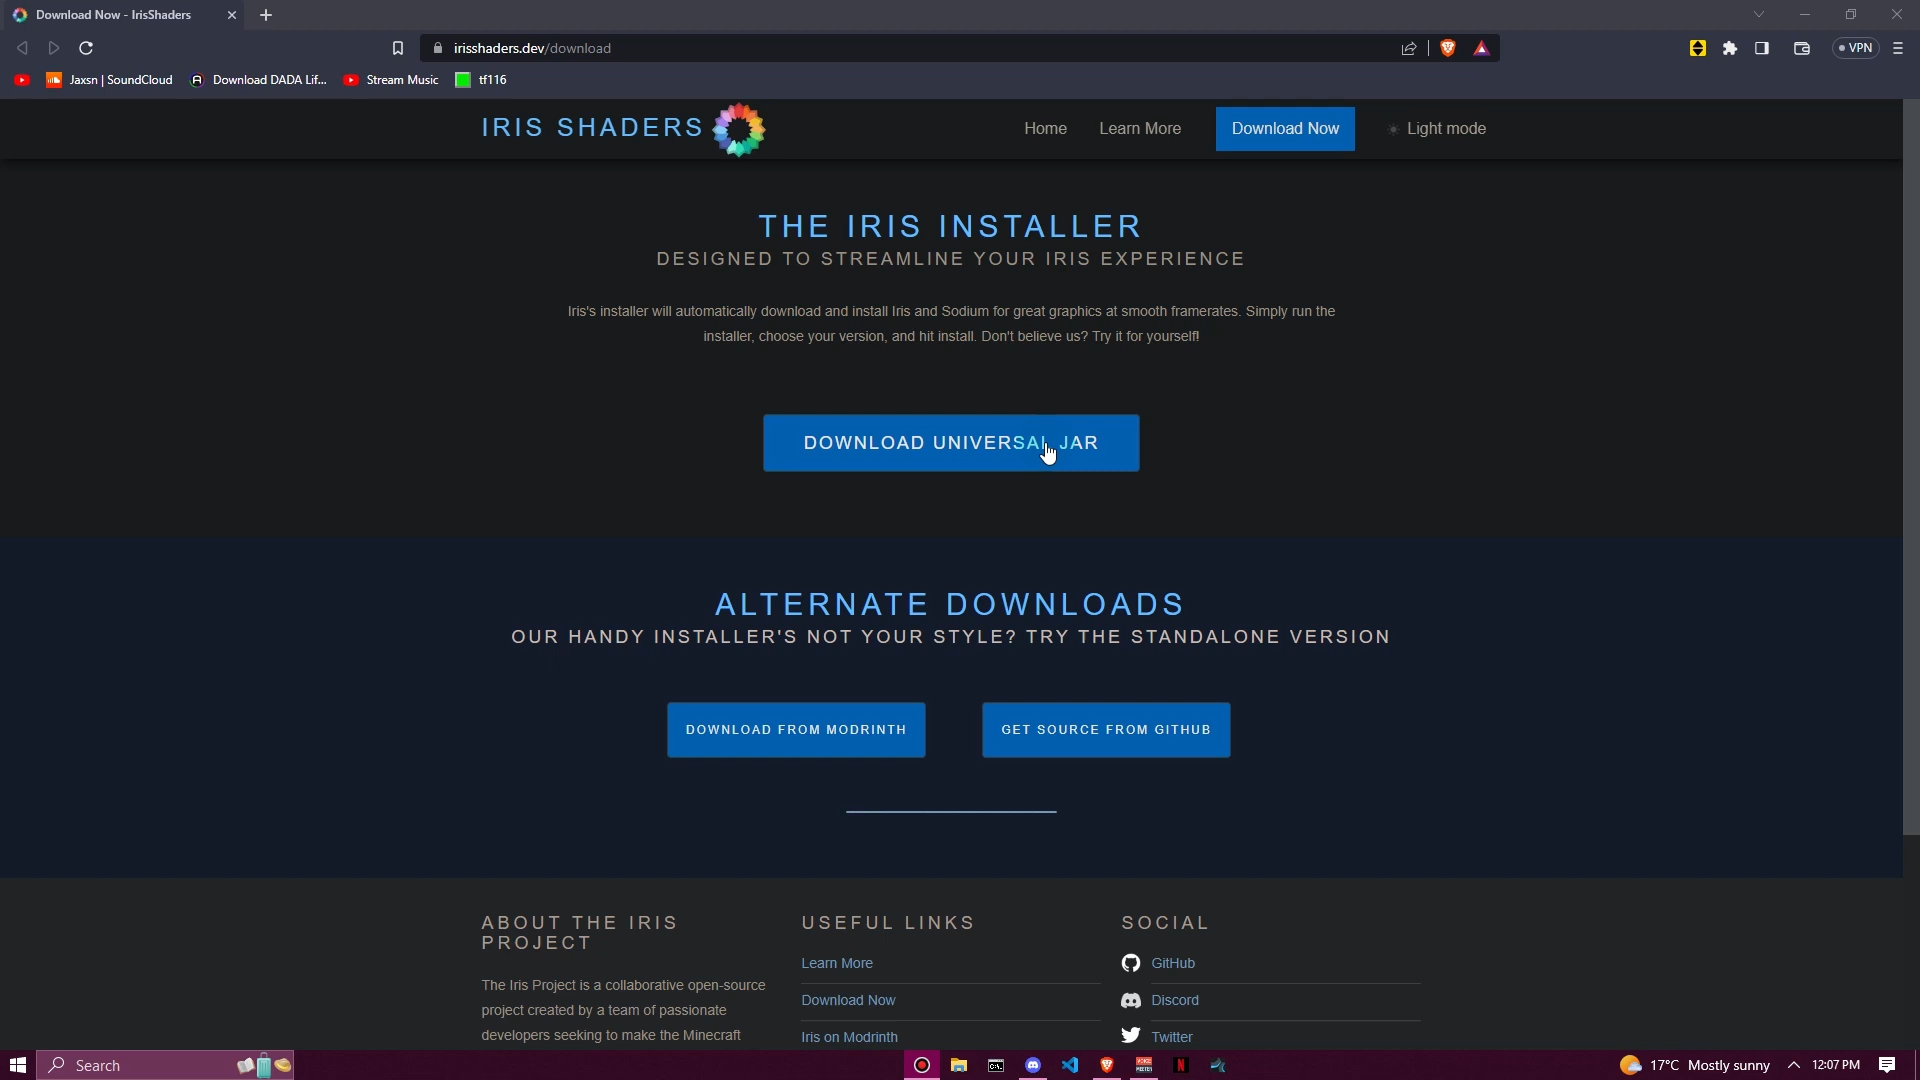 Download Now - IrisShaders
irisshaders.dev/download
VPN
Jaxsn | SoundCloud
Download DADA Lif...
Stream Music
tf116
IRIS SHADERS
Home
Learn More
Download Now
Light mode
THE IRIS INSTALLER
DESIGNED TO STREAMLINE YOUR IRIS EXPERIENCE
Iris's installer will automatically download and install Iris and Sodium for great graphics at smooth framerates. Simply run the
installer, choose your version, and hit install. Don't believe us? Try it for yourself!
DOWNLOAD UNIVERSAL JAR
ALTERNATE DOWNLOADS
OUR HANDY INSTALLER'S NOT YOUR STYLE? TRY THE STANDALONE VERSION
DOWNLOAD FROM MODRINTH
GET SOURCE FROM GITHUB
ABOUT THE IRIS
PROJECT
The Iris Project is a collaborative open-source
project created by a team of passionate
developers seeking to make the Minecraft
USEFUL LINKS
Learn More
Download Now
Iris on Modrinth
SOCIAL
GitHub
Discord
Twitter
Search
17°C Mostly sunny
12:07 PM